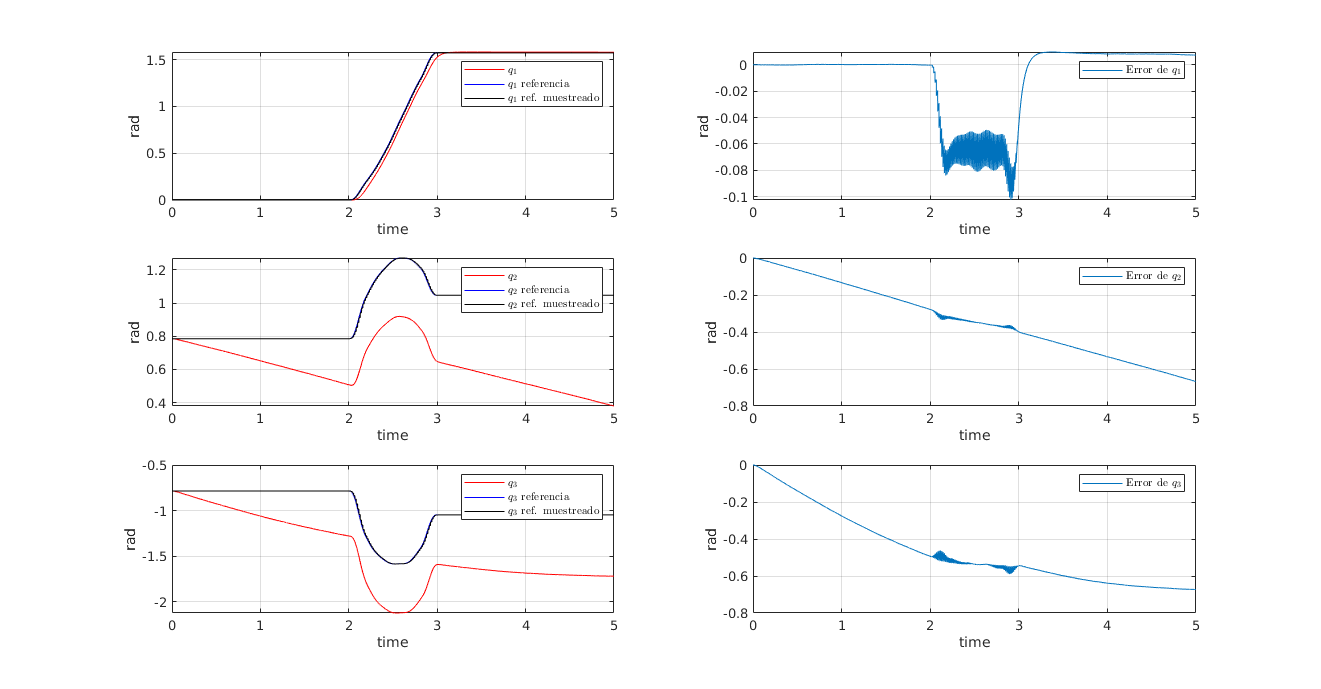 1.5
1
0.5
0
rad
0 1 2 3 4 5
time
q1
q1 referencia
q1 ref. muestreado
0
-0.02
-0.04
-0.06
-0.08
-0.1
rad
0 1 2 3 4 5
time
Error de q1
1.2
1
0.8
0.6
0.4
rad
0 1 2 3 4 5
time
q2
q2 referencia
q2 ref. muestreado
0
-0.2
-0.4
-0.6
-0.8
rad
0 1 2 3 4 5
time
Error de q2
-0.5
-1
-1.5
-2
rad
0 1 2 3 4 5
time
q3
q3 referencia
q3 ref. muestreado
0
-0.2
-0.4
-0.6
-0.8
rad
0 1 2 3 4 5
time
Error de q3